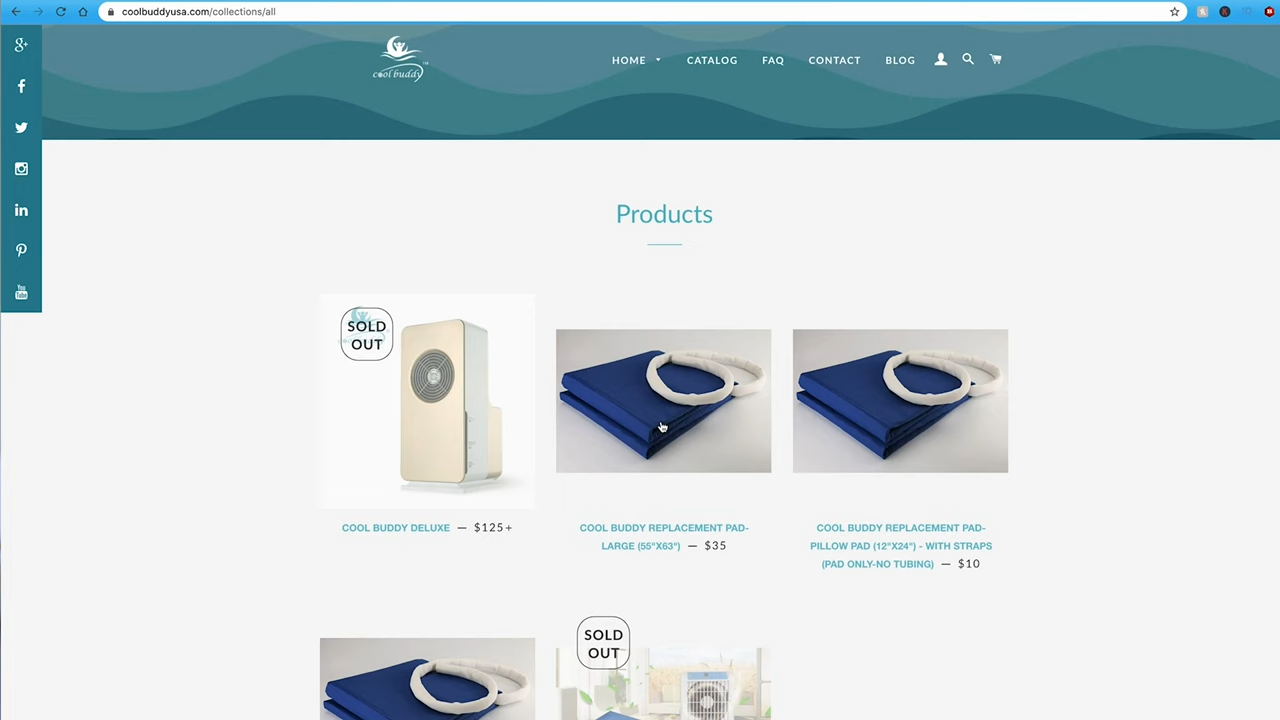 coolbuddyusa.com/collections/all
cool buddy™
HOME
CATALOG
FAQ
CONTACT
BLOG
Products
SOLD
OUT
COOL BUDDY DELUXE — $125+
COOL BUDDY REPLACEMENT PAD-
LARGE (55"X63") — $35
COOL BUDDY REPLACEMENT PAD-
PILLOW PAD (12"X24") - WITH STRAPS
(PAD ONLY-NO TUBING) — $10
SOLD
OUT